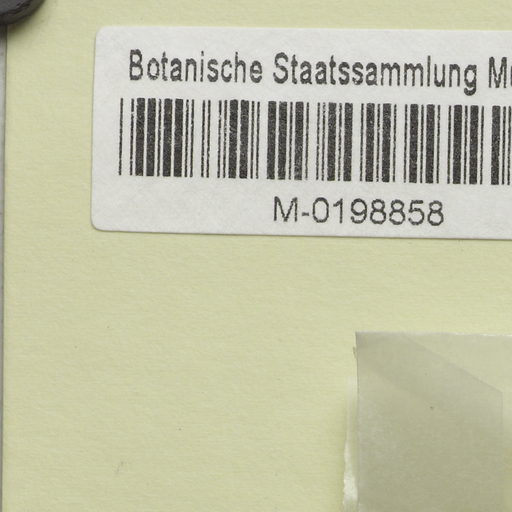 Botanische Staatssammlung
M-0198858